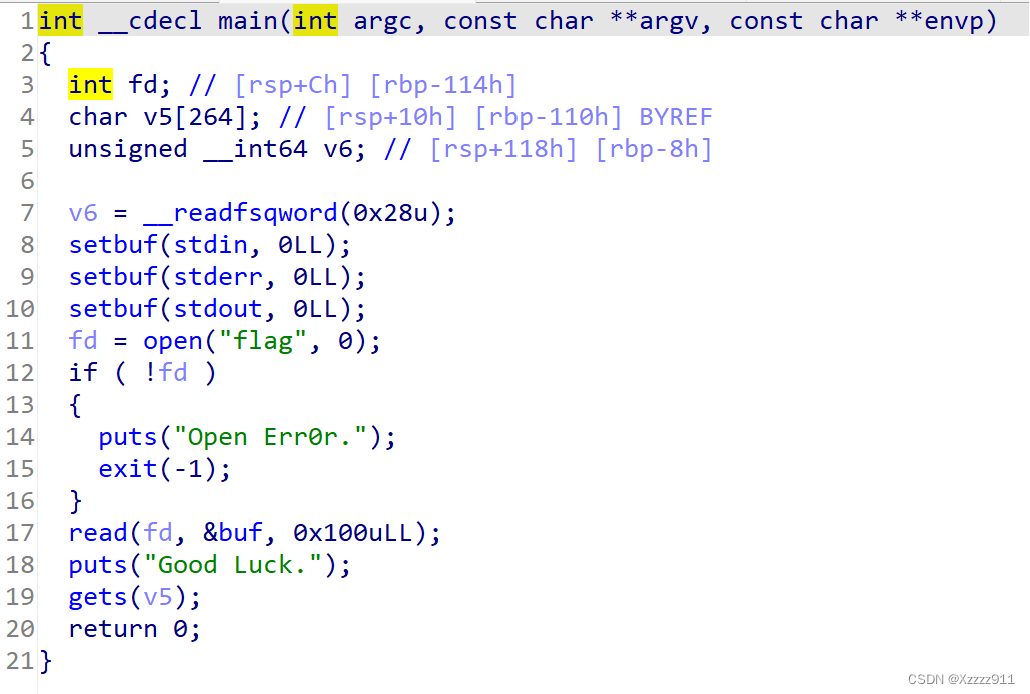 1 int __cdecl main(int argc, const char **argv, const char **envp)
2 {
3   int fd; // [rsp+Ch] [rbp-114h]
4   char v5[264]; // [rsp+10h] [rbp-110h] BYREF
5   unsigned __int64 v6; // [rsp+118h] [rbp-8h]
6
7   v6 = __readfsqword(0x28u);
8   setbuf(stdin, 0LL);
9   setbuf(stderr, 0LL);
10   setbuf(stdout, 0LL);
11   fd = open("flag", 0);
12   if ( !fd )
13   {
14     puts("Open Err0r.");
15     exit(-1);
16   }
17   read(fd, &buf, 0x100uLL);
18   puts("Good Luck.");
19   gets(v5);
20   return 0;
21 }
CSDN @Xzzzz911